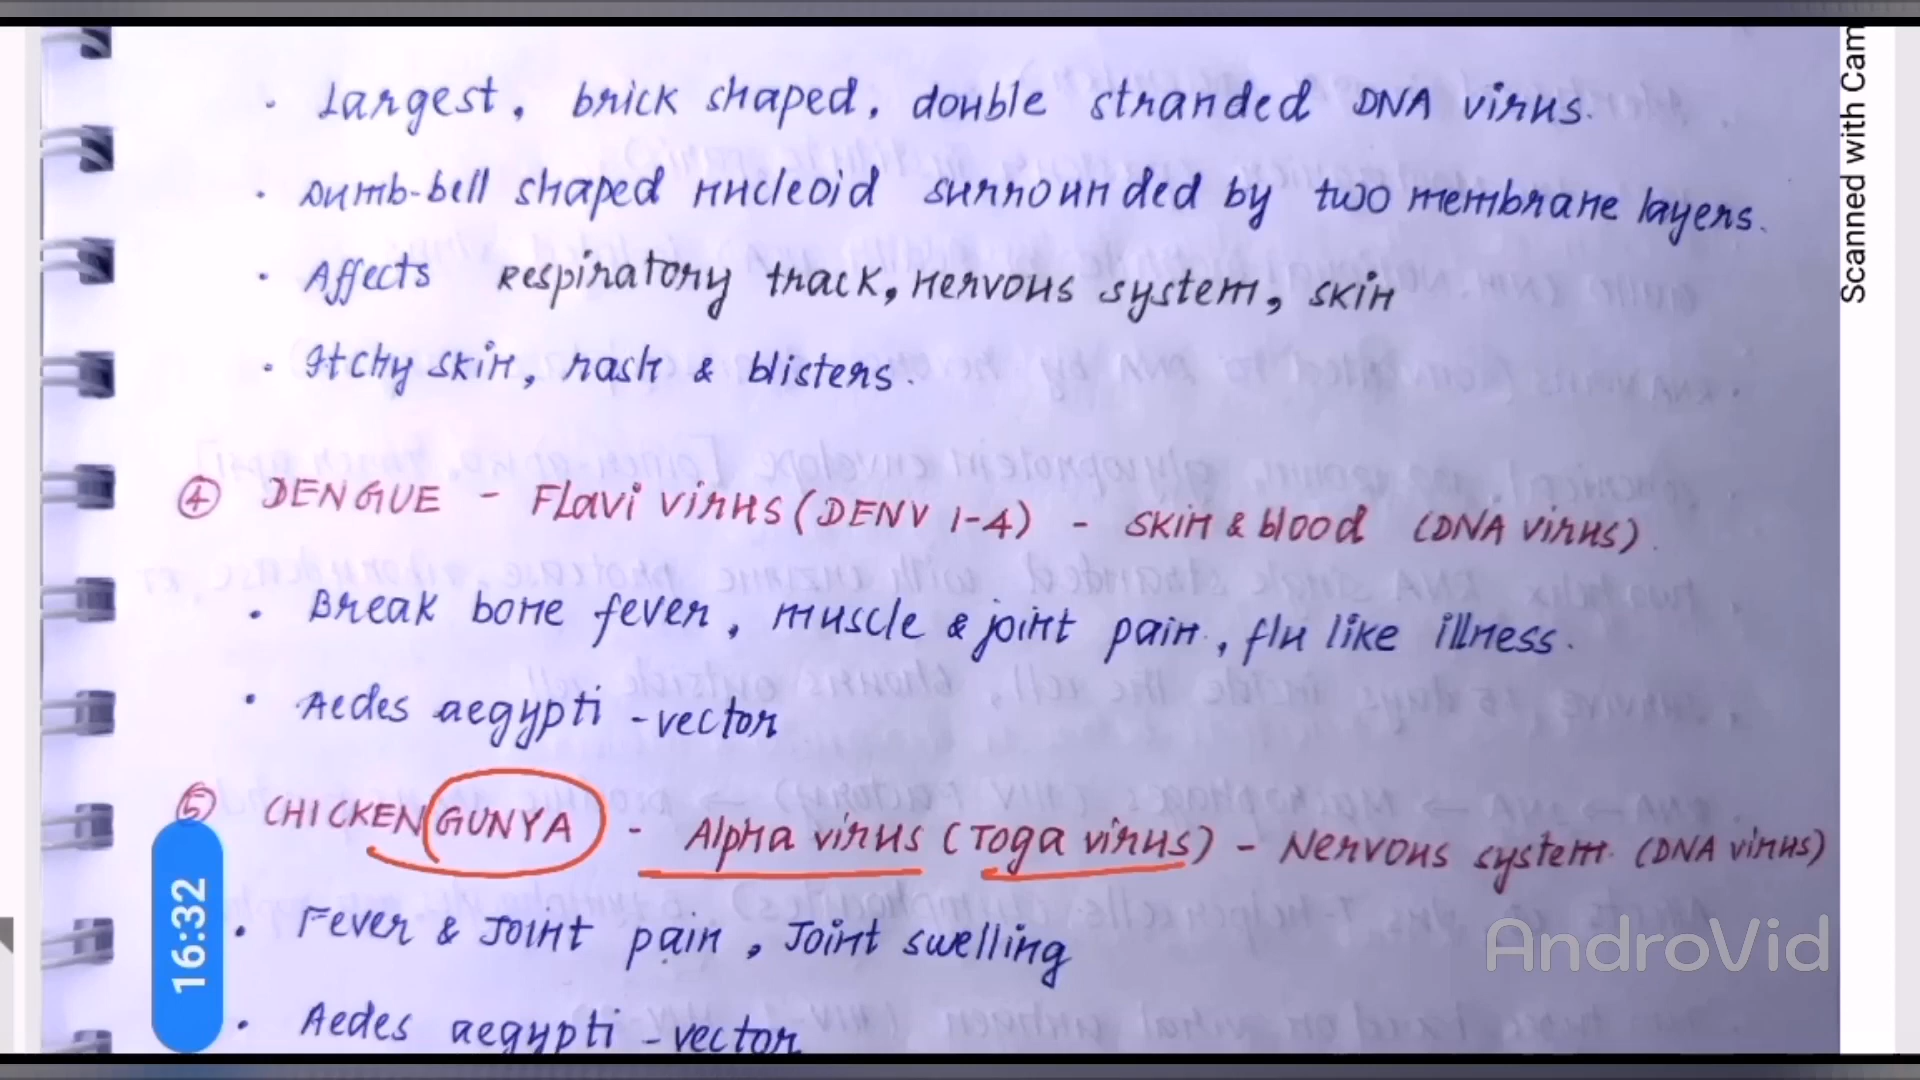 · Largest, brick shaped, double stranded DNA virus.
· Dumb-bell shaped nucleoid surrounded by two membrane layers.
· Affects Respiratory track, nervous system, skin
· Itchy skin, rash & blisters.
④ DENGUE - Flavi virus (DENV 1-4) - skin & blood (DNA virus).
· Break bone fever, muscle & joint pain, flu like illness.
· Aedes aegypti - vector
⑤ CHICKENGUNYA - Alpha virus (Toga virus) - Nervous system. (DNA virus)
· Fever & Joint pain, Joint swelling
· Aedes aegypti - vector
16:32
AndroVid
Scanned with Cam